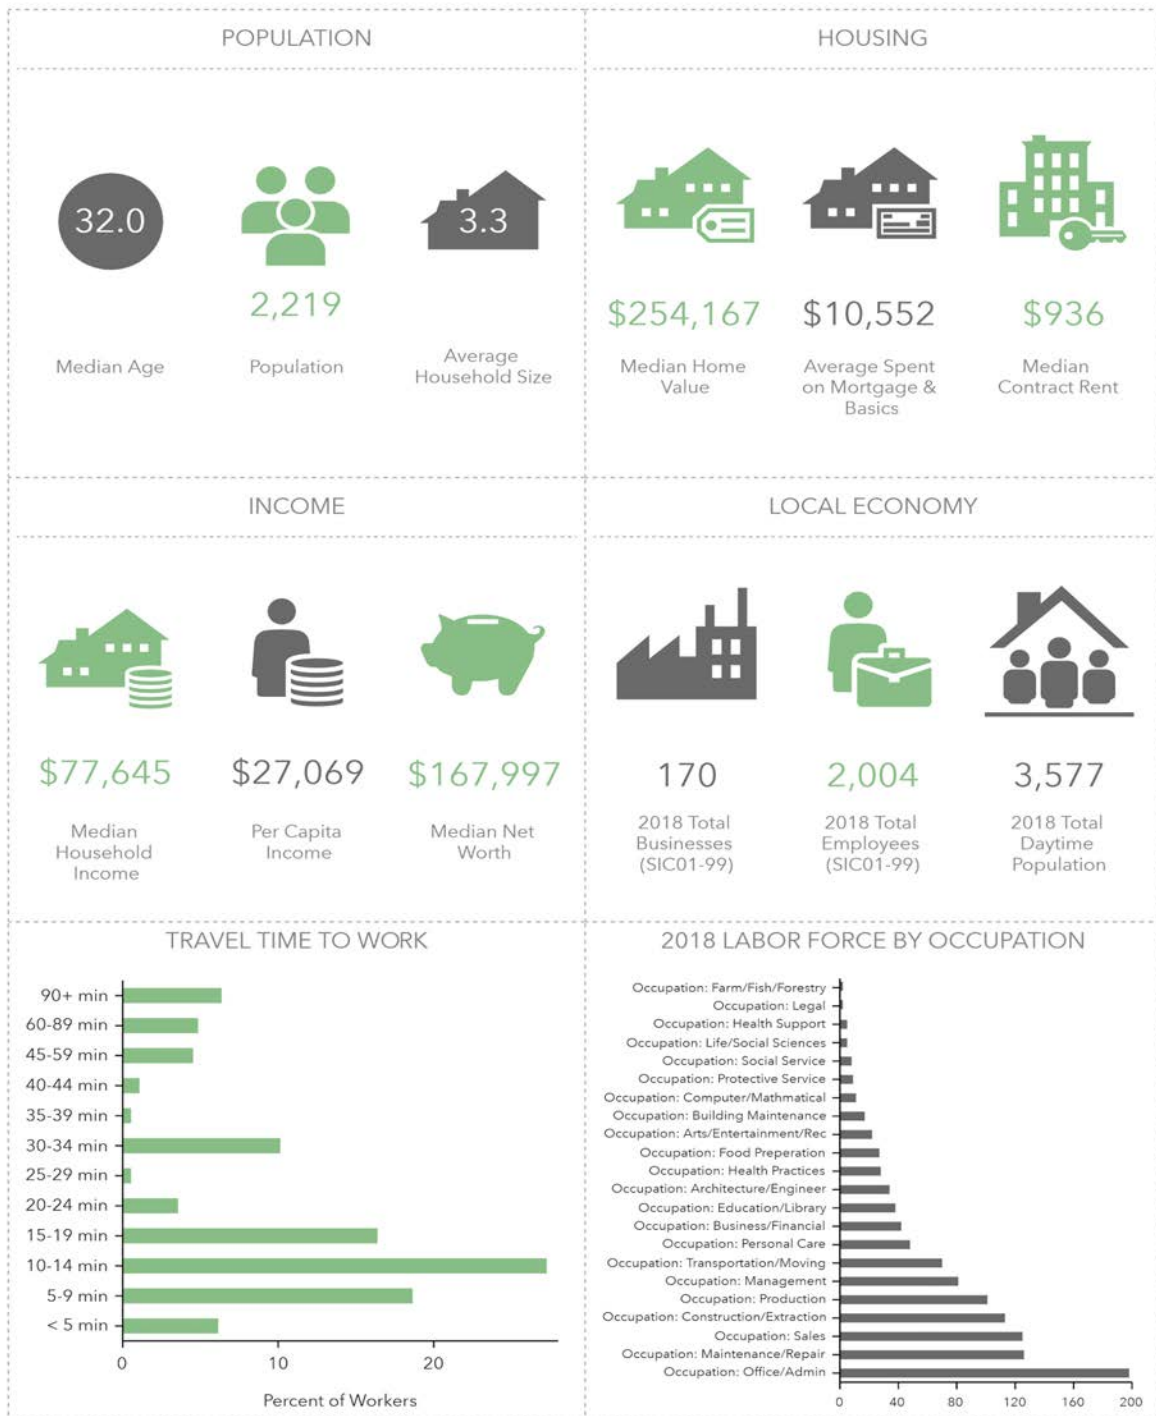 POPULATION
32.0
3.3
2,219
Median Age
Population
Average
Household Size
HOUSING
$254,167
$10,552
$936
Median Home
Value
Average Spent
on Mortgage &
Basics
Median
Contract Rent
INCOME
$77,645
$27,069
$167,997
Median
Household
Income
Per Capita
Income
Median Net
Worth
LOCAL ECONOMY
170
2,004
3,577
2018 Total
Businesses
(SIC01-99)
2018 Total
Employees
(SIC01-99)
2018 Total
Daytime
Population
TRAVEL TIME TO WORK
90+ min
60-89 min
45-59 min
40-44 min
35-39 min
30-34 min
25-29 min
20-24 min
15-19 min
10-14 min
5-9 min
< 5 min
0 10 20
Percent of Workers
2018 LABOR FORCE BY OCCUPATION
Occupation: Farm/Fish/Forestry
Occupation: Legal
Occupation: Health Support
Occupation: Life/Social Sciences
Occupation: Social Service
Occupation: Protective Service
Occupation: Computer/Mathmatical
Occupation: Building Maintenance
Occupation: Arts/Entertainment/Rec
Occupation: Food Preperation
Occupation: Health Practices
Occupation: Architecture/Engineer
Occupation: Education/Library
Occupation: Business/Financial
Occupation: Personal Care
Occupation: Transportation/Moving
Occupation: Management
Occupation: Production
Occupation: Construction/Extraction
Occupation: Sales
Occupation: Maintenance/Repair
Occupation: Office/Admin
0 40 80 120 160 200